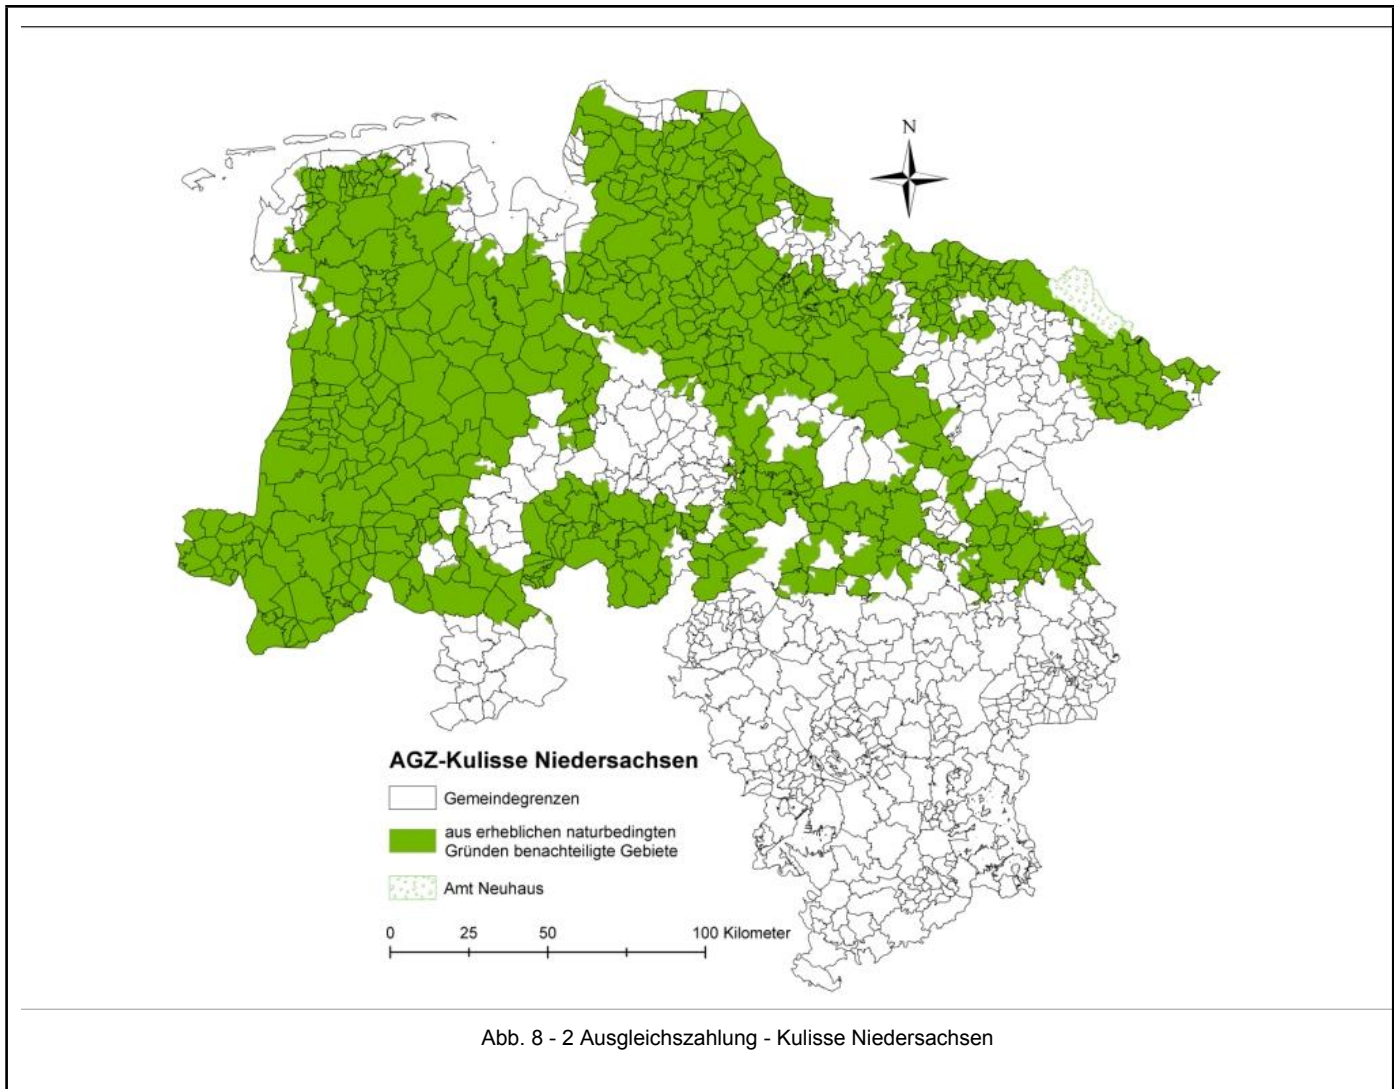 N
AGZ-Kulisse Niedersachsen
Gemeindegrenzen
aus erheblichen naturbedingten
Gründen benachteiligte Gebiete
Amt Neuhaus
0 25 50 100 Kilometer
Abb. 8 - 2 Ausgleichszahlung - Kulisse Niedersachsen